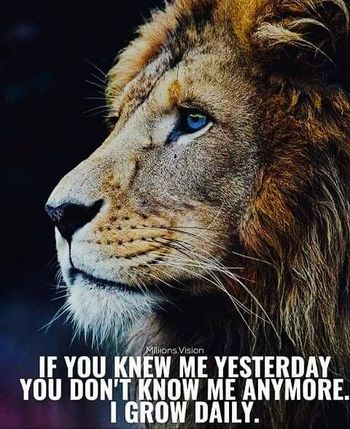 Millions.Vision
IF YOU KNEW ME YESTERDAY
YOU DON'T KNOW ME ANYMORE.
I GROW DAILY.